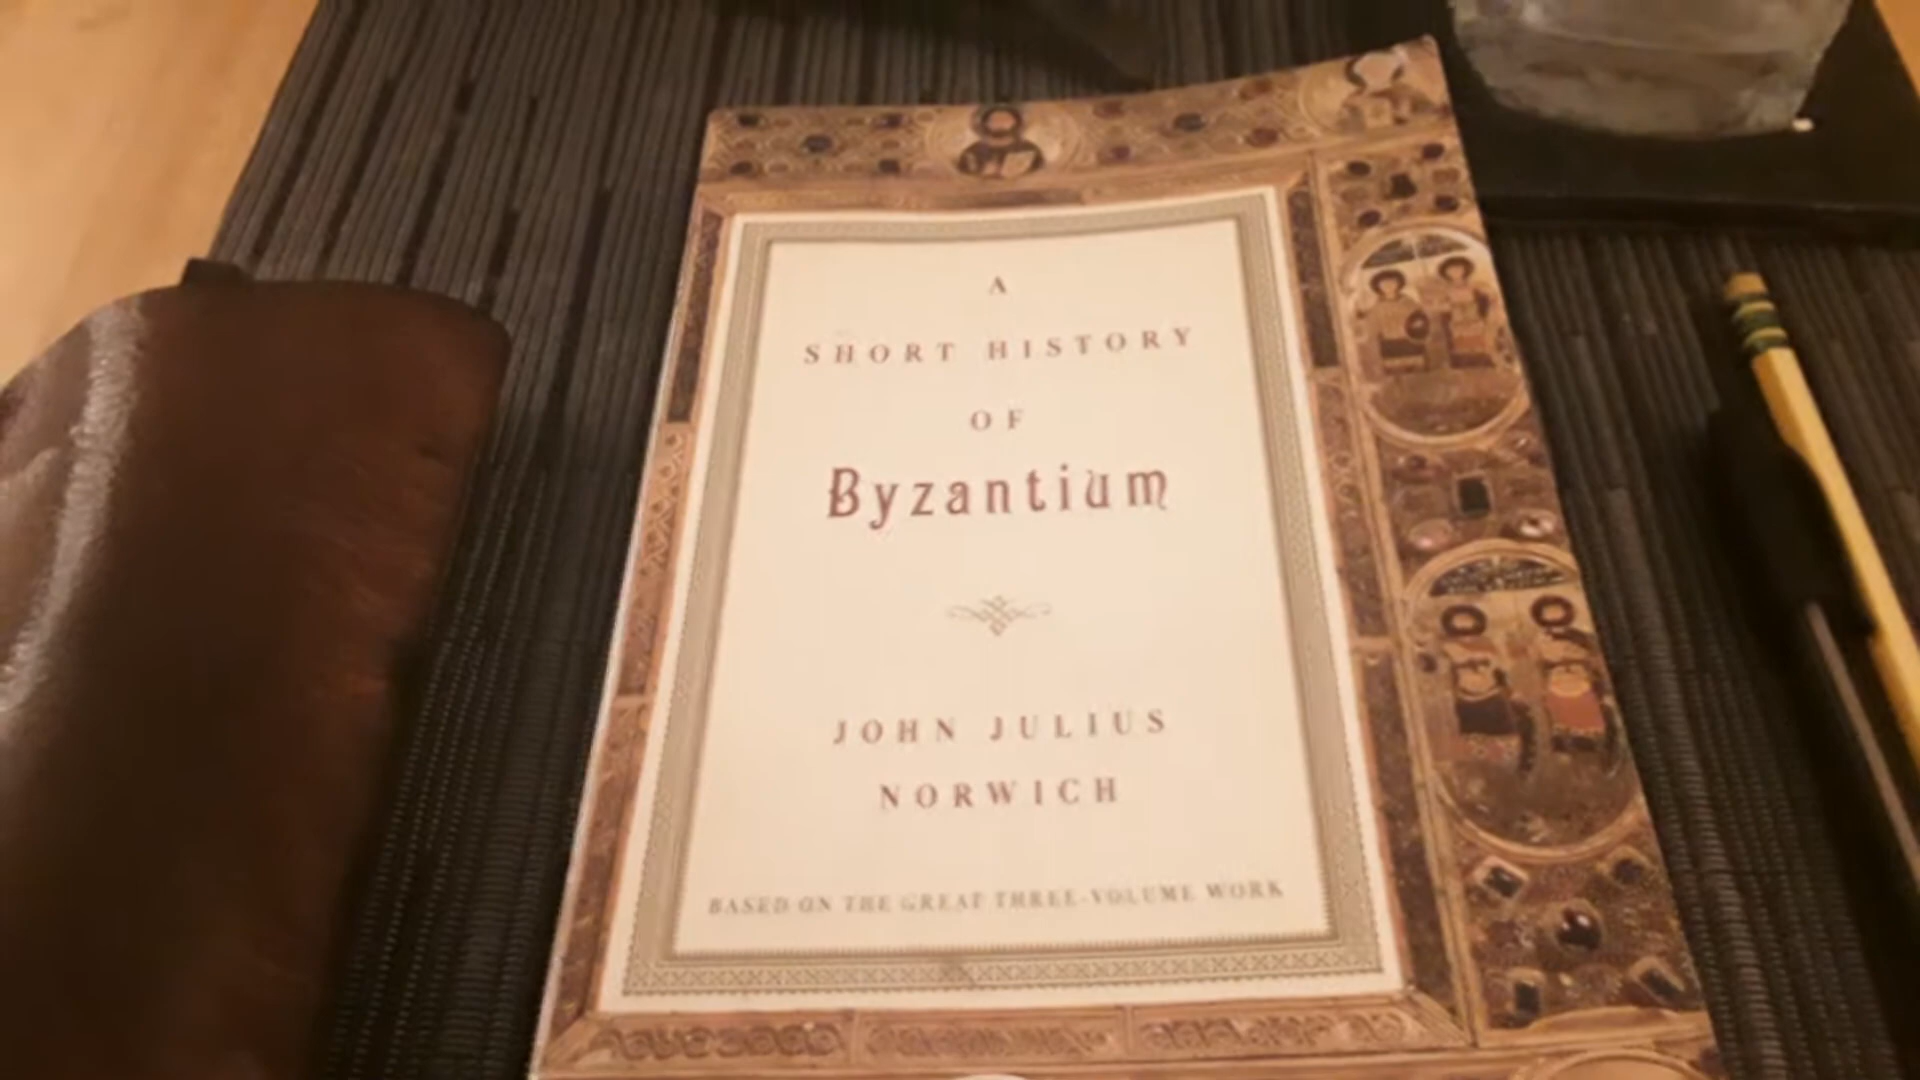 A
SHORT HISTORY
OF
Byzantium
JOHN JULIUS
NORWICH
BASED ON THE GREAT THREE-VOLUME WORK